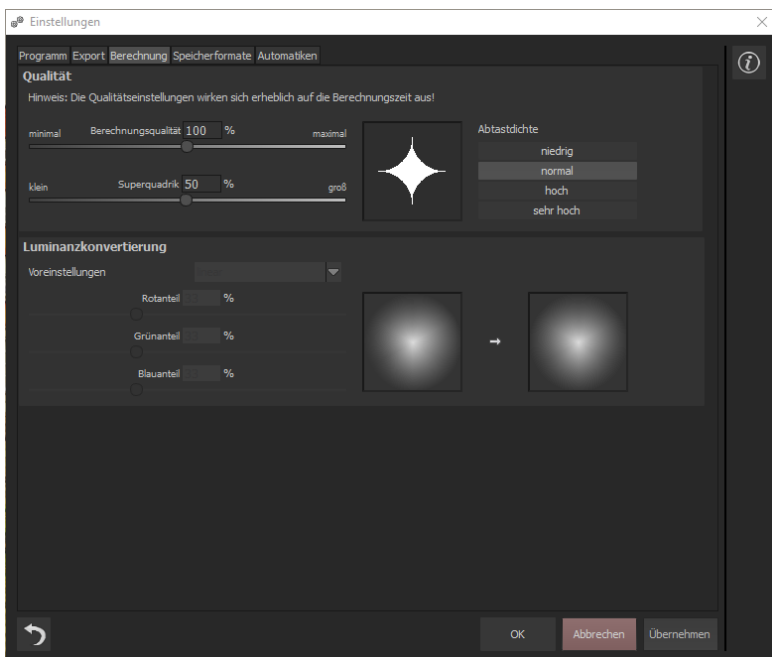 Einstellungen
Programm Export Berechnung Speicherformate Automatiken
Qualität
Hinweis: Die Qualitätseinstellungen wirken sich erheblich auf die Berechnungszeit aus!
minimal Berechnungsqualität 100 % maximal
klein Superquadrik 50 % groß
Abtastdichte
niedrig
normal
hoch
sehr hoch
Luminanzkonvertierung
Voreinstellungen
Rotanteil %
Grünanteil %
Blauanteil %
OK Abbrechen Übernehmen